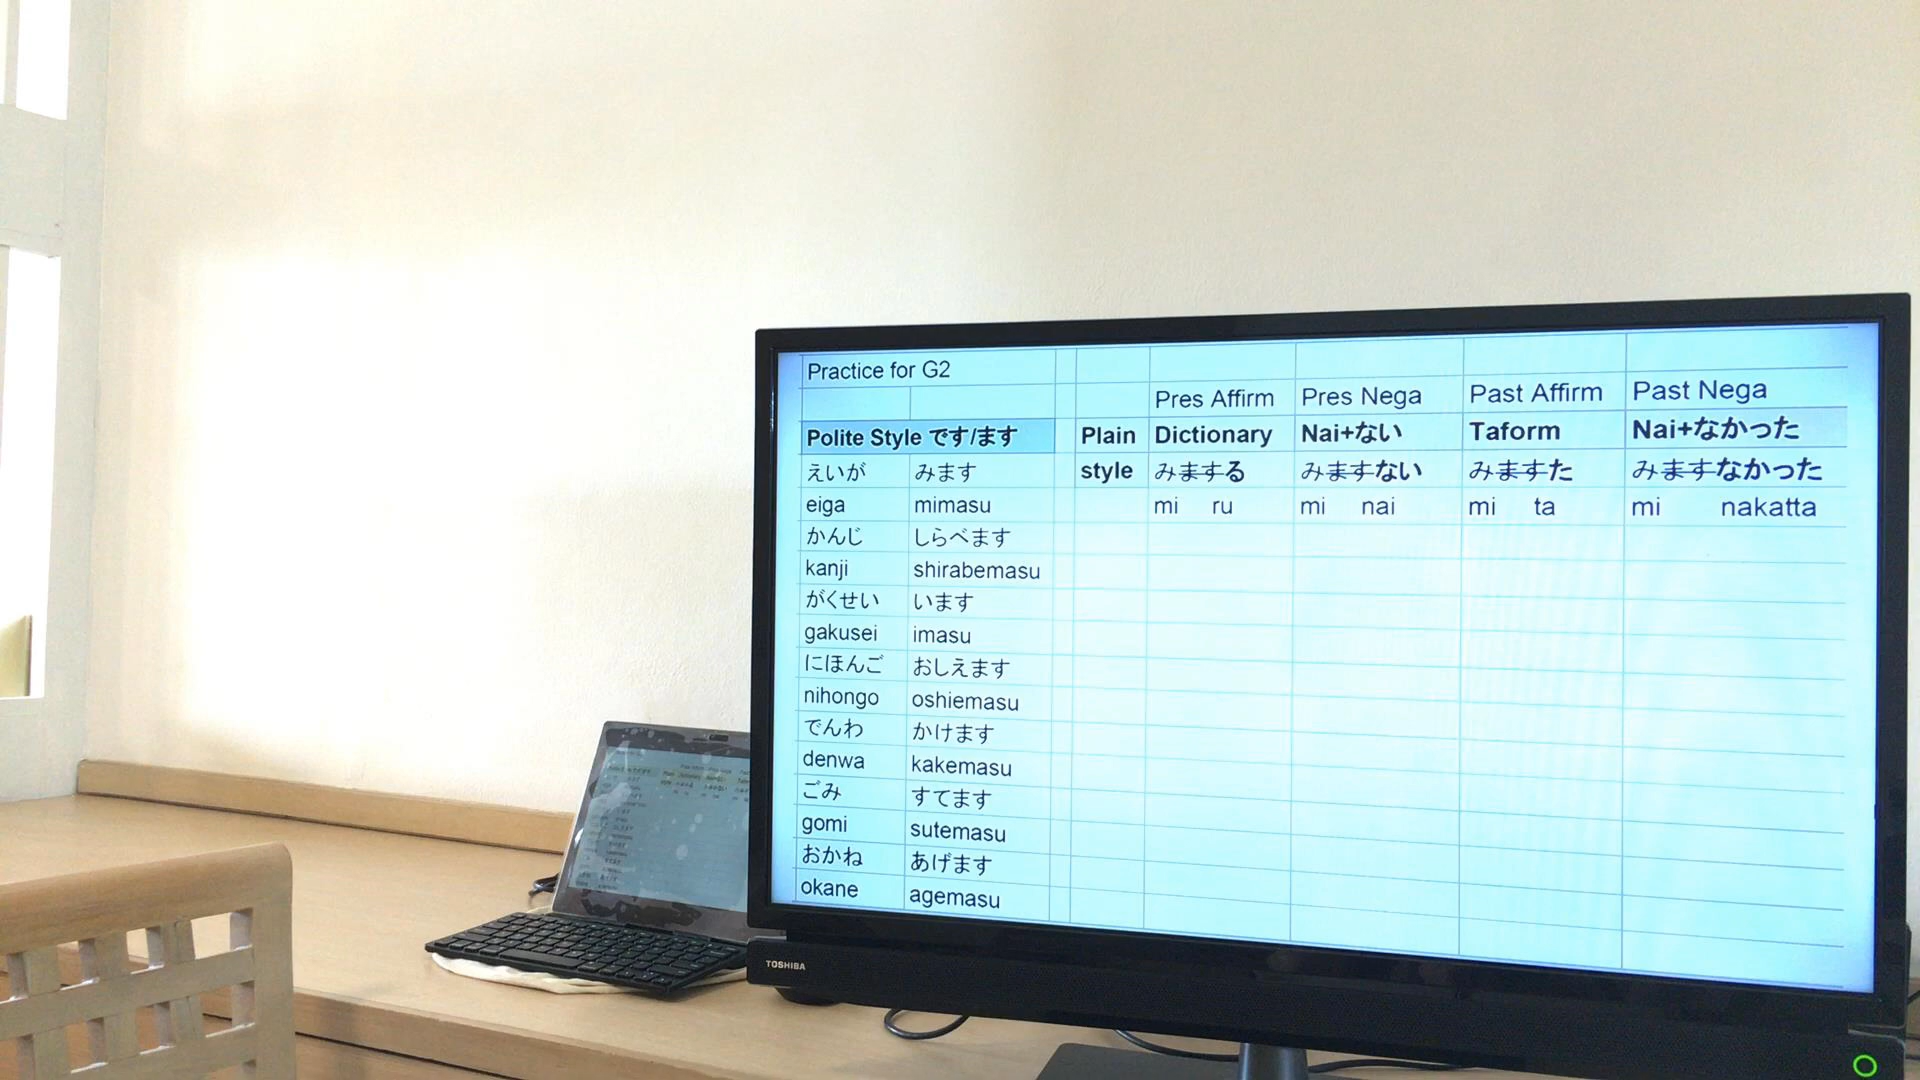 Practice for G2
Pres Affirm Pres Nega Past Affirm Past Nega
Polite Style です/ます Plain Dictionary Nai+ない Taform Nai+なかった
えいが みます style みまする みますない みますた みますなかった
eiga mimasu mi ru mi nai mi ta mi nakatta
かんじ しらべます
kanji shirabemasu
がくせい います
gakusei imasu
にほんご おしえます
nihongo oshiemasu
でんわ かけます
denwa kakemasu
ごみ すてます
gomi sutemasu
おかね あげます
okane agemasu
TOSHIBA